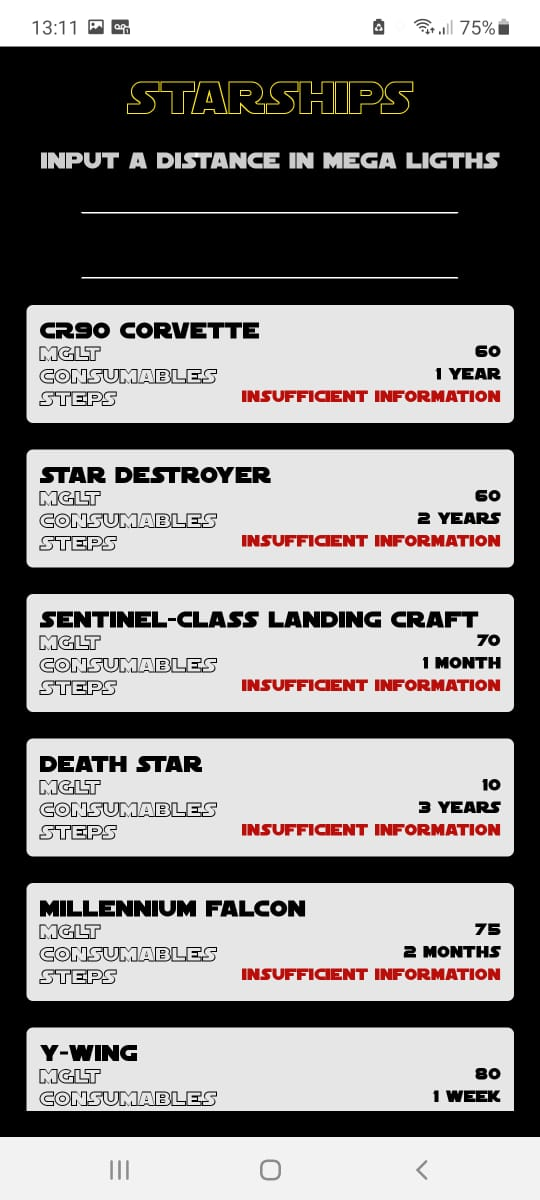 13:11 75%
STARSHIPS
INPUT A DISTANCE IN MEGA LIGTHS
CR90 CORVETTE
MGLT 60
CONSUMABLES 1 YEAR
STEPS INSUFFICIENT INFORMATION
STAR DESTROYER
MGLT 60
CONSUMABLES 2 YEARS
STEPS INSUFFICIENT INFORMATION
SENTINEL-CLASS LANDING CRAFT
MGLT 70
CONSUMABLES 1 MONTH
STEPS INSUFFICIENT INFORMATION
DEATH STAR
MGLT 10
CONSUMABLES 3 YEARS
STEPS INSUFFICIENT INFORMATION
MILLENNIUM FALCON
MGLT 75
CONSUMABLES 2 MONTHS
STEPS INSUFFICIENT INFORMATION
Y-WING
MGLT 80
CONSUMABLES 1 WEEK